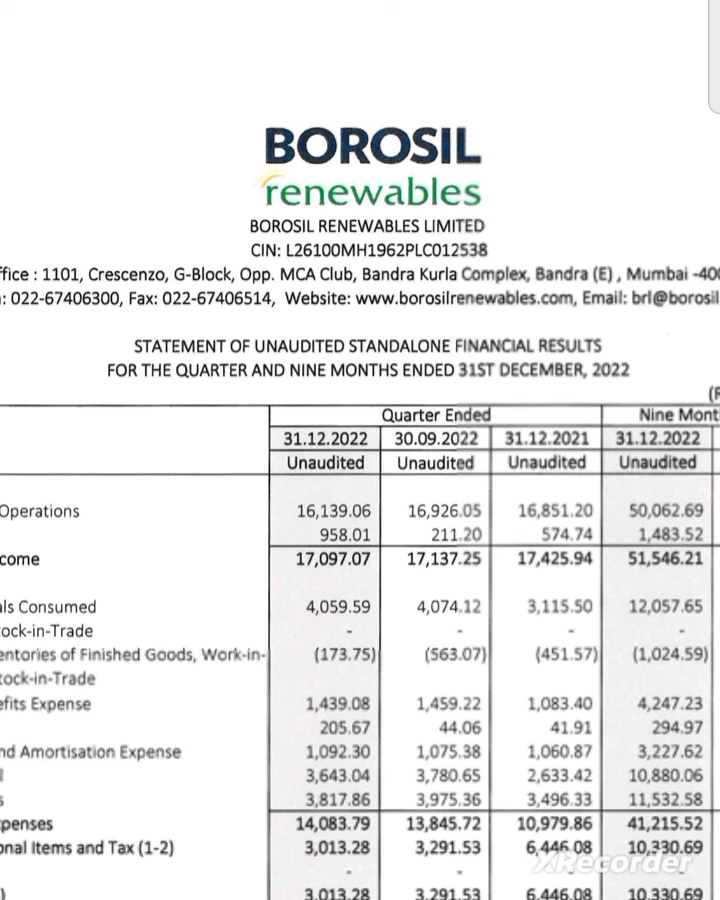 BOROSIL
renewables
BOROSIL RENEWABLES LIMITED
CIN: L26100MH1962PLC012538
ffice : 1101, Crescenzo, G-Block, Opp. MCA Club, Bandra Kurla Complex, Bandra (E) , Mumbai -400
: 022-67406300, Fax: 022-67406514, Website: www.borosilrenewables.com, Email: brl@borosil
STATEMENT OF UNAUDITED STANDALONE FINANCIAL RESULTS
FOR THE QUARTER AND NINE MONTHS ENDED 31ST DECEMBER, 2022
(R
Quarter Ended Nine Mont
31.12.2022 30.09.2022 31.12.2021 31.12.2022
Unaudited Unaudited Unaudited Unaudited
Operations 16,139.06 16,926.05 16,851.20 50,062.69
958.01 211.20 574.74 1,483.52
come 17,097.07 17,137.25 17,425.94 51,546.21
als Consumed 4,059.59 4,074.12 3,115.50 12,057.65
ock-in-Trade - - - -
entories of Finished Goods, Work-in- (173.75) (563.07) (451.57) (1,024.59)
tock-in-Trade
efits Expense 1,439.08 1,459.22 1,083.40 4,247.23
205.67 44.06 41.91 294.97
nd Amortisation Expense 1,092.30 1,075.38 1,060.87 3,227.62
l 3,643.04 3,780.65 2,633.42 10,880.06
s 3,817.86 3,975.36 3,496.33 11,532.58
penses 14,083.79 13,845.72 10,979.86 41,215.52
onal Items and Tax (1-2) 3,013.28 3,291.53 6,446.08 10,330.69
XRecorder
- - - -
) 3,013.28 3,291.53 6,446.08 10,330.69